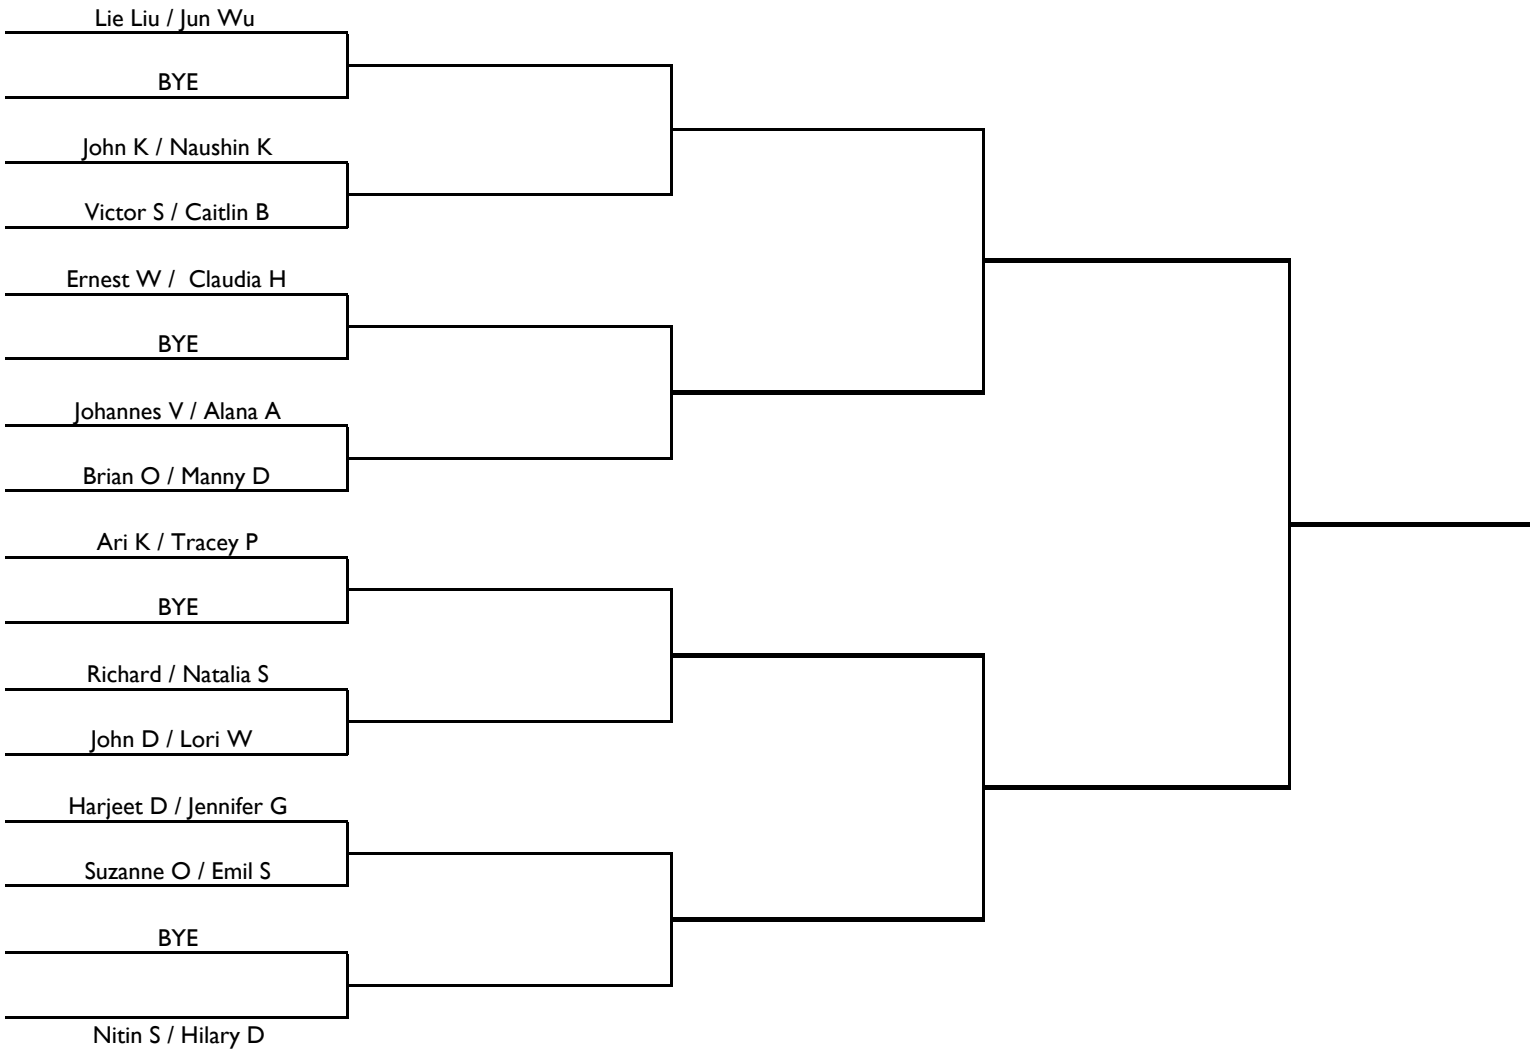 Lie Liu / Jun Wu
BYE
John K / Naushin K
Victor S / Caitlin B
Ernest W /  Claudia H
BYE
Johannes V / Alana A
Brian O / Manny D
Ari K / Tracey P
BYE
Richard / Natalia S
John D / Lori W
Harjeet D / Jennifer G
Suzanne O / Emil S
BYE
Nitin S / Hilary D